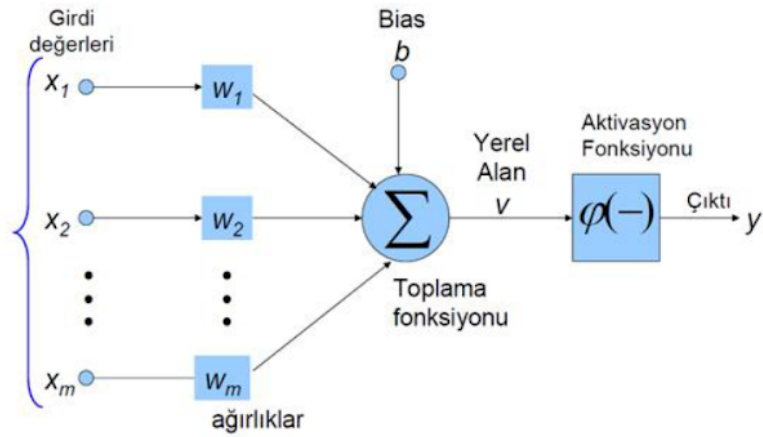 Girdi
değerleri
x1
w1
Bias
b
x2
w2
Σ
Yerel
Alan
v
Aktivasyon
Fonksiyonu
φ(−)
Çıktı
y
Toplama
fonksiyonu
xm
wm
ağırlıklar